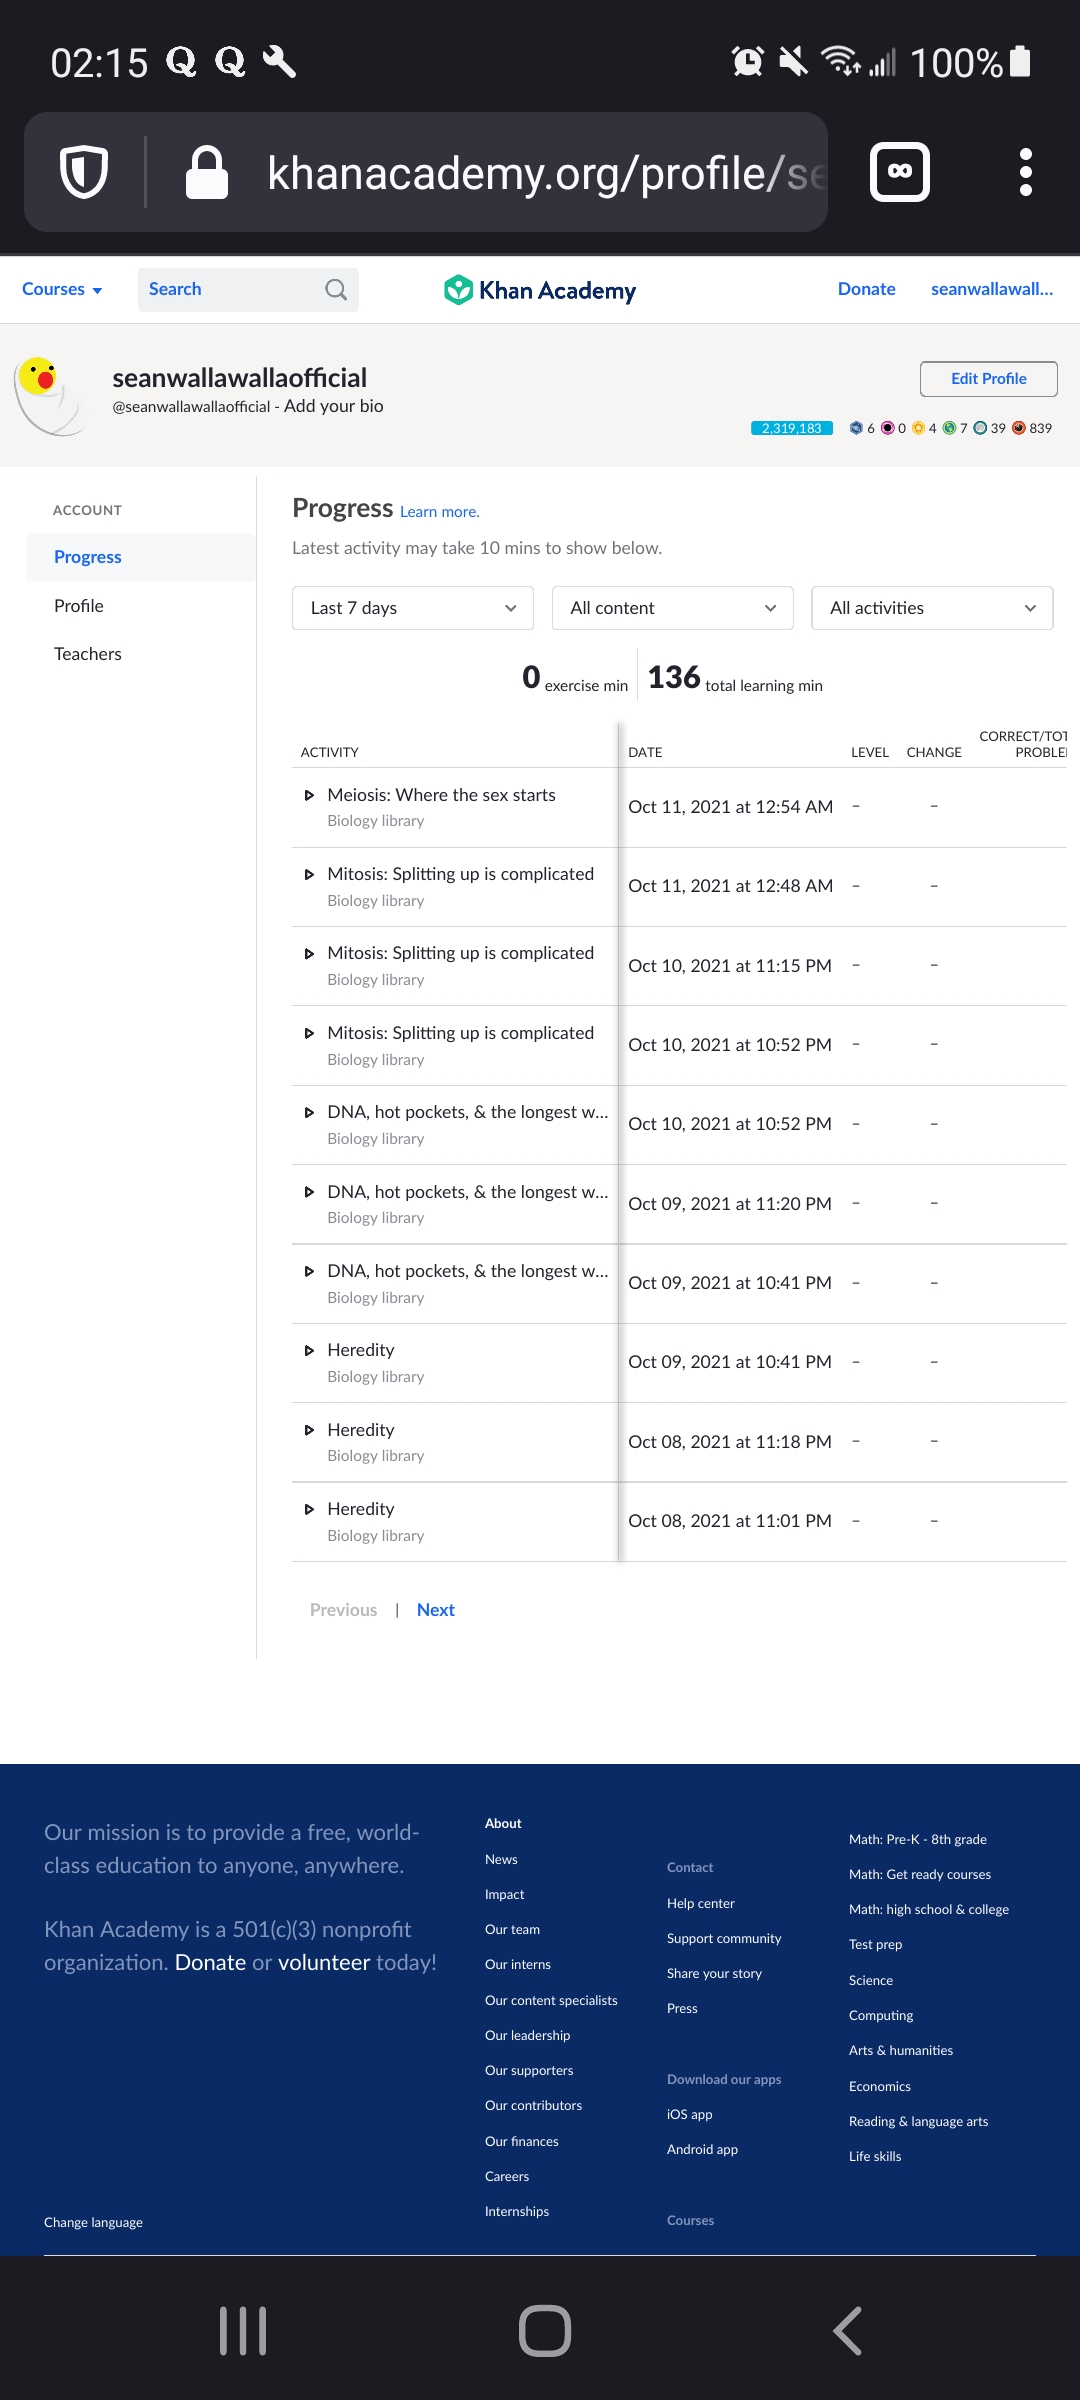 02:15
100%
khanacademy.org/profile/se
∞
Courses
Search
Khan Academy
Donate
seanwallawall...
seanwallawallaofficial
@seanwallawallaofficial - Add your bio
Edit Profile
2,319,183 6 0 4 7 39 839
ACCOUNT
Progress
Profile
Teachers
Progress Learn more.
Latest activity may take 10 mins to show below.
Last 7 days
All content
All activities
0 exercise min
136 total learning min
ACTIVITY DATE LEVEL CHANGE CORRECT/TOT
PROBLE
Meiosis: Where the sex starts
Biology library
Oct 11, 2021 at 12:54 AM – –
Mitosis: Splitting up is complicated
Biology library
Oct 11, 2021 at 12:48 AM – –
Mitosis: Splitting up is complicated
Biology library
Oct 10, 2021 at 11:15 PM – –
Mitosis: Splitting up is complicated
Biology library
Oct 10, 2021 at 10:52 PM – –
DNA, hot pockets, & the longest w...
Biology library
Oct 10, 2021 at 10:52 PM – –
DNA, hot pockets, & the longest w...
Biology library
Oct 09, 2021 at 11:20 PM – –
DNA, hot pockets, & the longest w...
Biology library
Oct 09, 2021 at 10:41 PM – –
Heredity
Biology library
Oct 09, 2021 at 10:41 PM – –
Heredity
Biology library
Oct 08, 2021 at 11:18 PM – –
Heredity
Biology library
Oct 08, 2021 at 11:01 PM – –
Previous | Next
Our mission is to provide a free, world-
class education to anyone, anywhere.
Khan Academy is a 501(c)(3) nonprofit
organization. Donate or volunteer today!
About
News
Impact
Our team
Our interns
Our content specialists
Our leadership
Our supporters
Our contributors
Our finances
Careers
Internships
Contact
Help center
Support community
Share your story
Press
Download our apps
iOS app
Android app
Courses
Math: Pre-K - 8th grade
Math: Get ready courses
Math: high school & college
Test prep
Science
Computing
Arts & humanities
Economics
Reading & language arts
Life skills
Change language